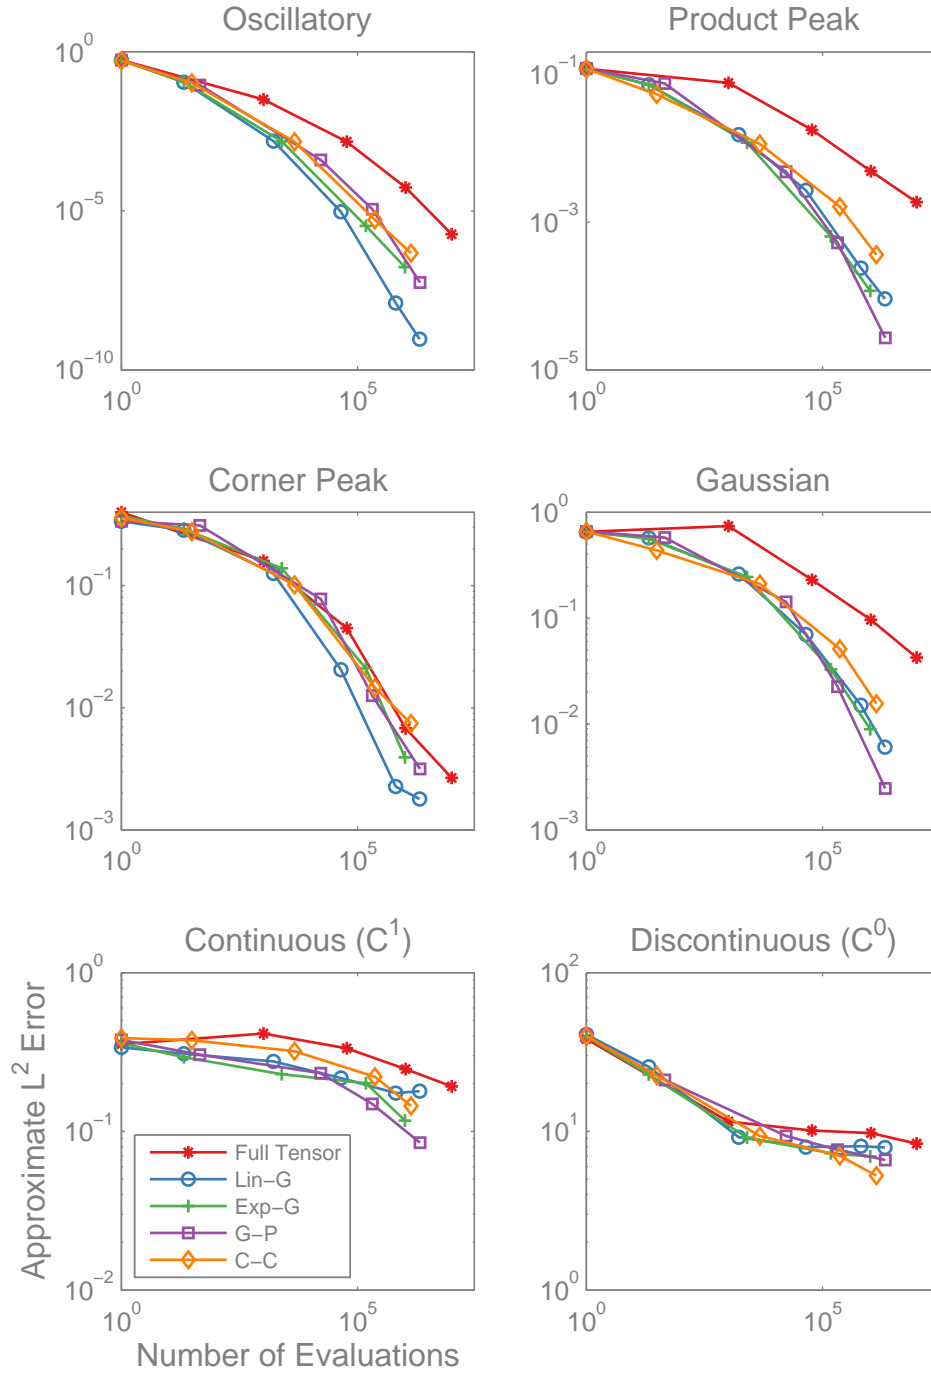 Oscillatory
10^0
10^-5
10^-10
10^0
10^5
Product Peak
10^-1
10^-3
10^-5
10^0
10^5
Corner Peak
10^-1
10^-2
10^-3
10^0
10^5
Gaussian
10^0
10^-1
10^-2
10^-3
10^0
10^5
Continuous (C^1)
10^0
10^-1
10^-2
10^0
10^5
Full Tensor
Lin-G
Exp-G
G-P
C-C
Approximate L^2 Error
Number of Evaluations
Discontinuous (C^0)
10^2
10^1
10^0
10^0
10^5